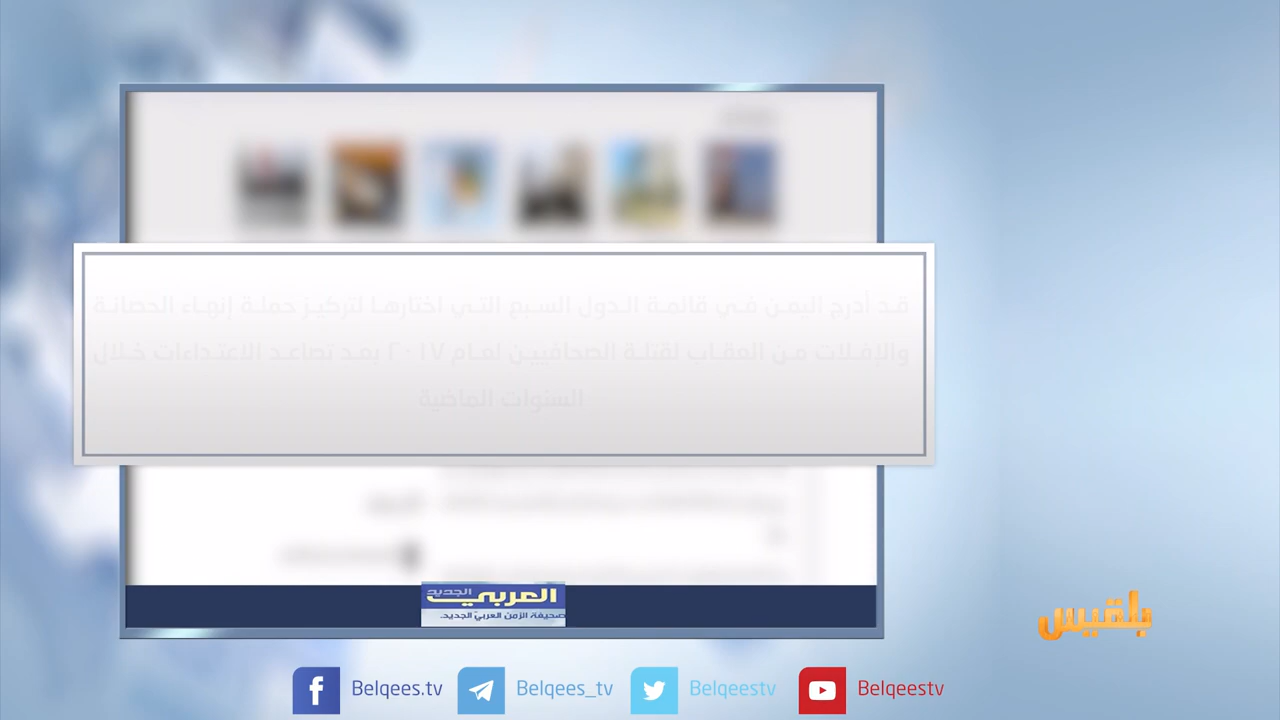 قد أدرج اليمن في قائمة الدول السبع التي اختارها لتركيز حملة إنهاء الحصانة
والإفلات من العقاب لقتلة الصحافيين لعام ٢٠١٧ بعد تصاعد الاعتداءات خلال
السنوات الماضية
العربي الجديد
صحيفة الزمن العربيّ الجديد.
بلقيس
Belqees.tv
Belqees_tv
Belqeestv
Belqeestv